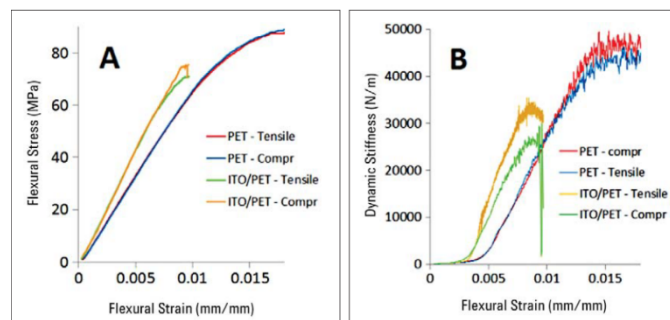 A
Flexural Stress (MPa)
80
60
40
20
0
PET - Tensile
PET - Compr
ITO/PET - Tensile
ITO/PET - Compr
0 0.005 0.01 0.015
Flexural Strain (mm/mm)
B
Dynamic Stiffness (N/m)
50000
40000
30000
20000
10000
0
PET - compr
PET - Tensile
ITO/PET - Tensile
ITO/PET - Compr
0 0.005 0.01 0.015
Flexural Strain (mm/mm)